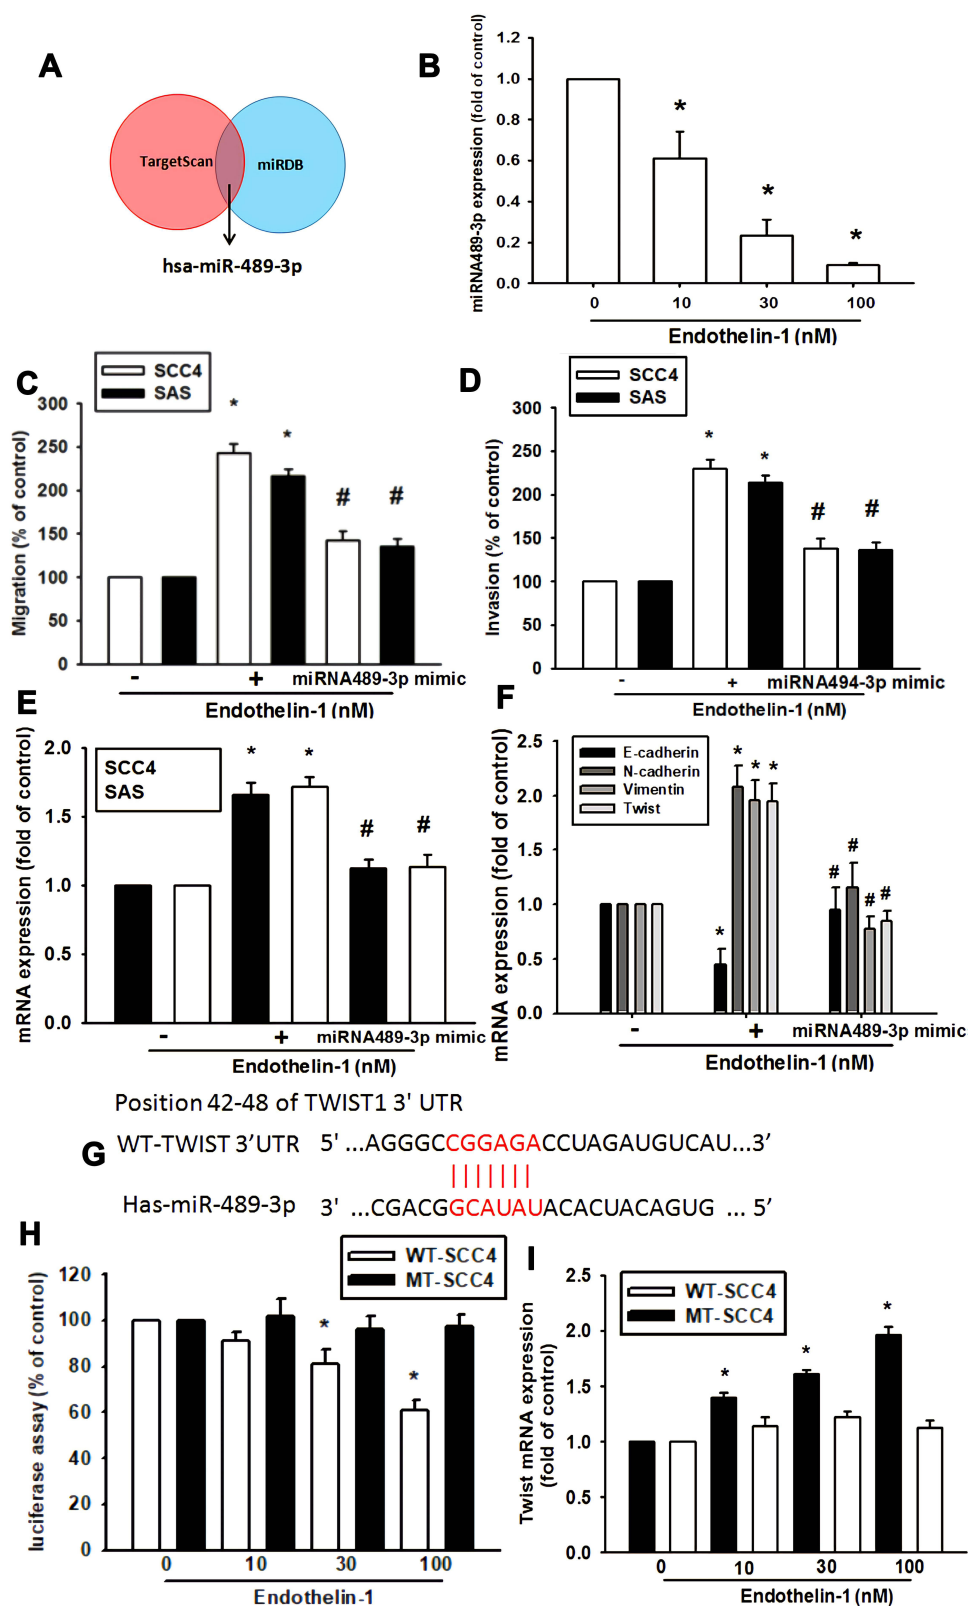 A
TargetScan
miRDB
hsa-miR-489-3p
B
miRNA489-3p expression (fold of control)
1.2
1.0
0.8
0.6
0.4
0.2
0.0
*
*
*
0 10 30 100
Endothelin-1 (nM)
C
SCC4
SAS
Migration (% of control)
300
250
200
150
100
50
0
*
*
# #
- + miRNA489-3p mimic
Endothelin-1 (nM)
D
SCC4
SAS
Invasion (% of control)
300
250
200
150
100
50
0
*
*
# #
- + miRNA494-3p mimic
Endothelin-1 (nM)
E
SCC4
SAS
mRNA expression (fold of control)
2.0
1.5
1.0
0.5
0.0
* *
# #
- + miRNA489-3p mimic
Endothelin-1 (nM)
F
E-cadherin
N-cadherin
Vimentin
Twist
mRNA expression (fold of control)
2.5
2.0
1.5
1.0
0.5
0.0
* * * *
# # # #
- + miRNA489-3p mimic
Endothelin-1 (nM)
G
Position 42-48 of TWIST1 3' UTR
WT-TWIST 3’UTR 5' ...AGGGCCGGAGACCUAGAUGUCAU...3’
Has-miR-489-3p 3' ...CGACGGCAUAUACACUACAGUG ... 5’
H
WT-SCC4
MT-SCC4
luciferase assay (% of control)
120
100
80
60
40
20
0
*
*
0 10 30 100
Endothelin-1
I
WT-SCC4
MT-SCC4
Twist mRNA expression
(fold of control)
2.5
2.0
1.5
1.0
0.5
0.0
*
*
*
0 10 30 100
Endothelin-1 (nM)